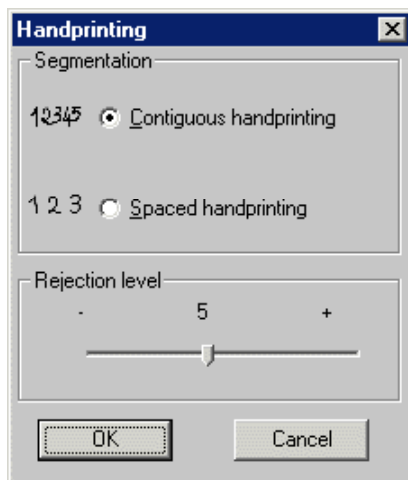 Handprinting
Segmentation
12345 Contiguous handprinting
1 2 3 Spaced handprinting
Rejection level
- 5 +
OK Cancel